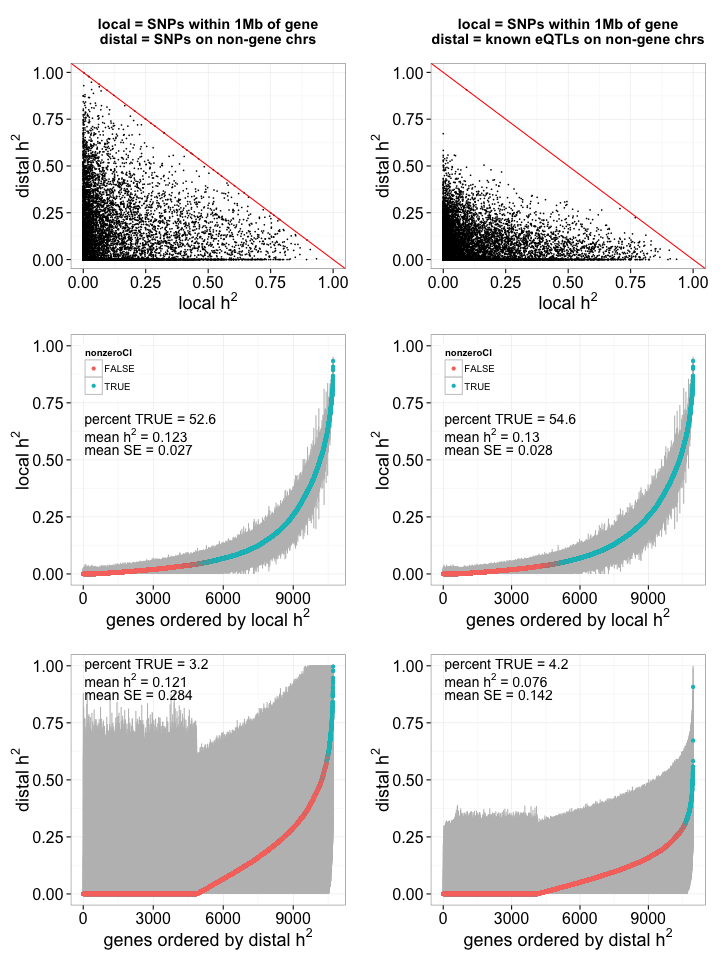 local = SNPs within 1Mb of gene
distal = SNPs on non-gene chrs
1.00
0.75
0.50
0.25
0.00
distal h²
0.00 0.25 0.50 0.75 1.00
local h²
local = SNPs within 1Mb of gene
distal = known eQTLs on non-gene chrs
1.00
0.75
0.50
0.25
0.00
distal h²
0.00 0.25 0.50 0.75 1.00
local h²
1.00
0.75
0.50
0.25
0.00
local h²
nonzeroCI
FALSE
TRUE
percent TRUE = 52.6
mean h² = 0.123
mean SE = 0.027
0 3000 6000 9000
genes ordered by local h²
1.00
0.75
0.50
0.25
0.00
local h²
nonzeroCI
FALSE
TRUE
percent TRUE = 54.6
mean h² = 0.13
mean SE = 0.028
0 3000 6000 9000
genes ordered by local h²
1.00
0.75
0.50
0.25
0.00
distal h²
percent TRUE = 3.2
mean h² = 0.121
mean SE = 0.284
0 3000 6000 9000
genes ordered by distal h²
1.00
0.75
0.50
0.25
0.00
distal h²
percent TRUE = 4.2
mean h² = 0.076
mean SE = 0.142
0 3000 6000 9000
genes ordered by distal h²